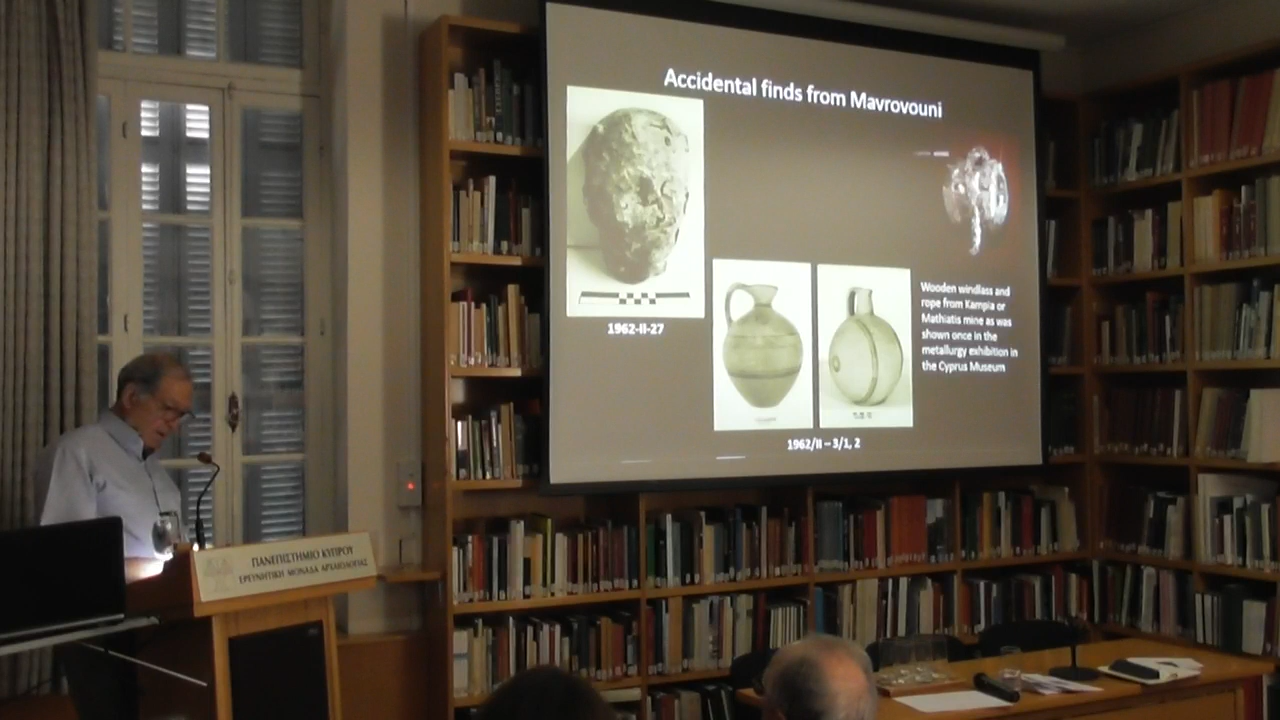 Accidental finds from Mavrovouni
1962-II-27
Wooden windlass and
rope from Kampia or
Mathiatis mine as was
shown once in the
metallurgy exhibition in
the Cyprus Museum
1962/II – 3/1, 2
ΠΑΝΕΠΙΣΤΗΜΙΟ ΚΥΠΡΟΥ
ΕΡΕΥΝΗΤΙΚΗ ΜΟΝΑΔΑ ΑΡΧΑΙΟΛΟΓΙΑΣ